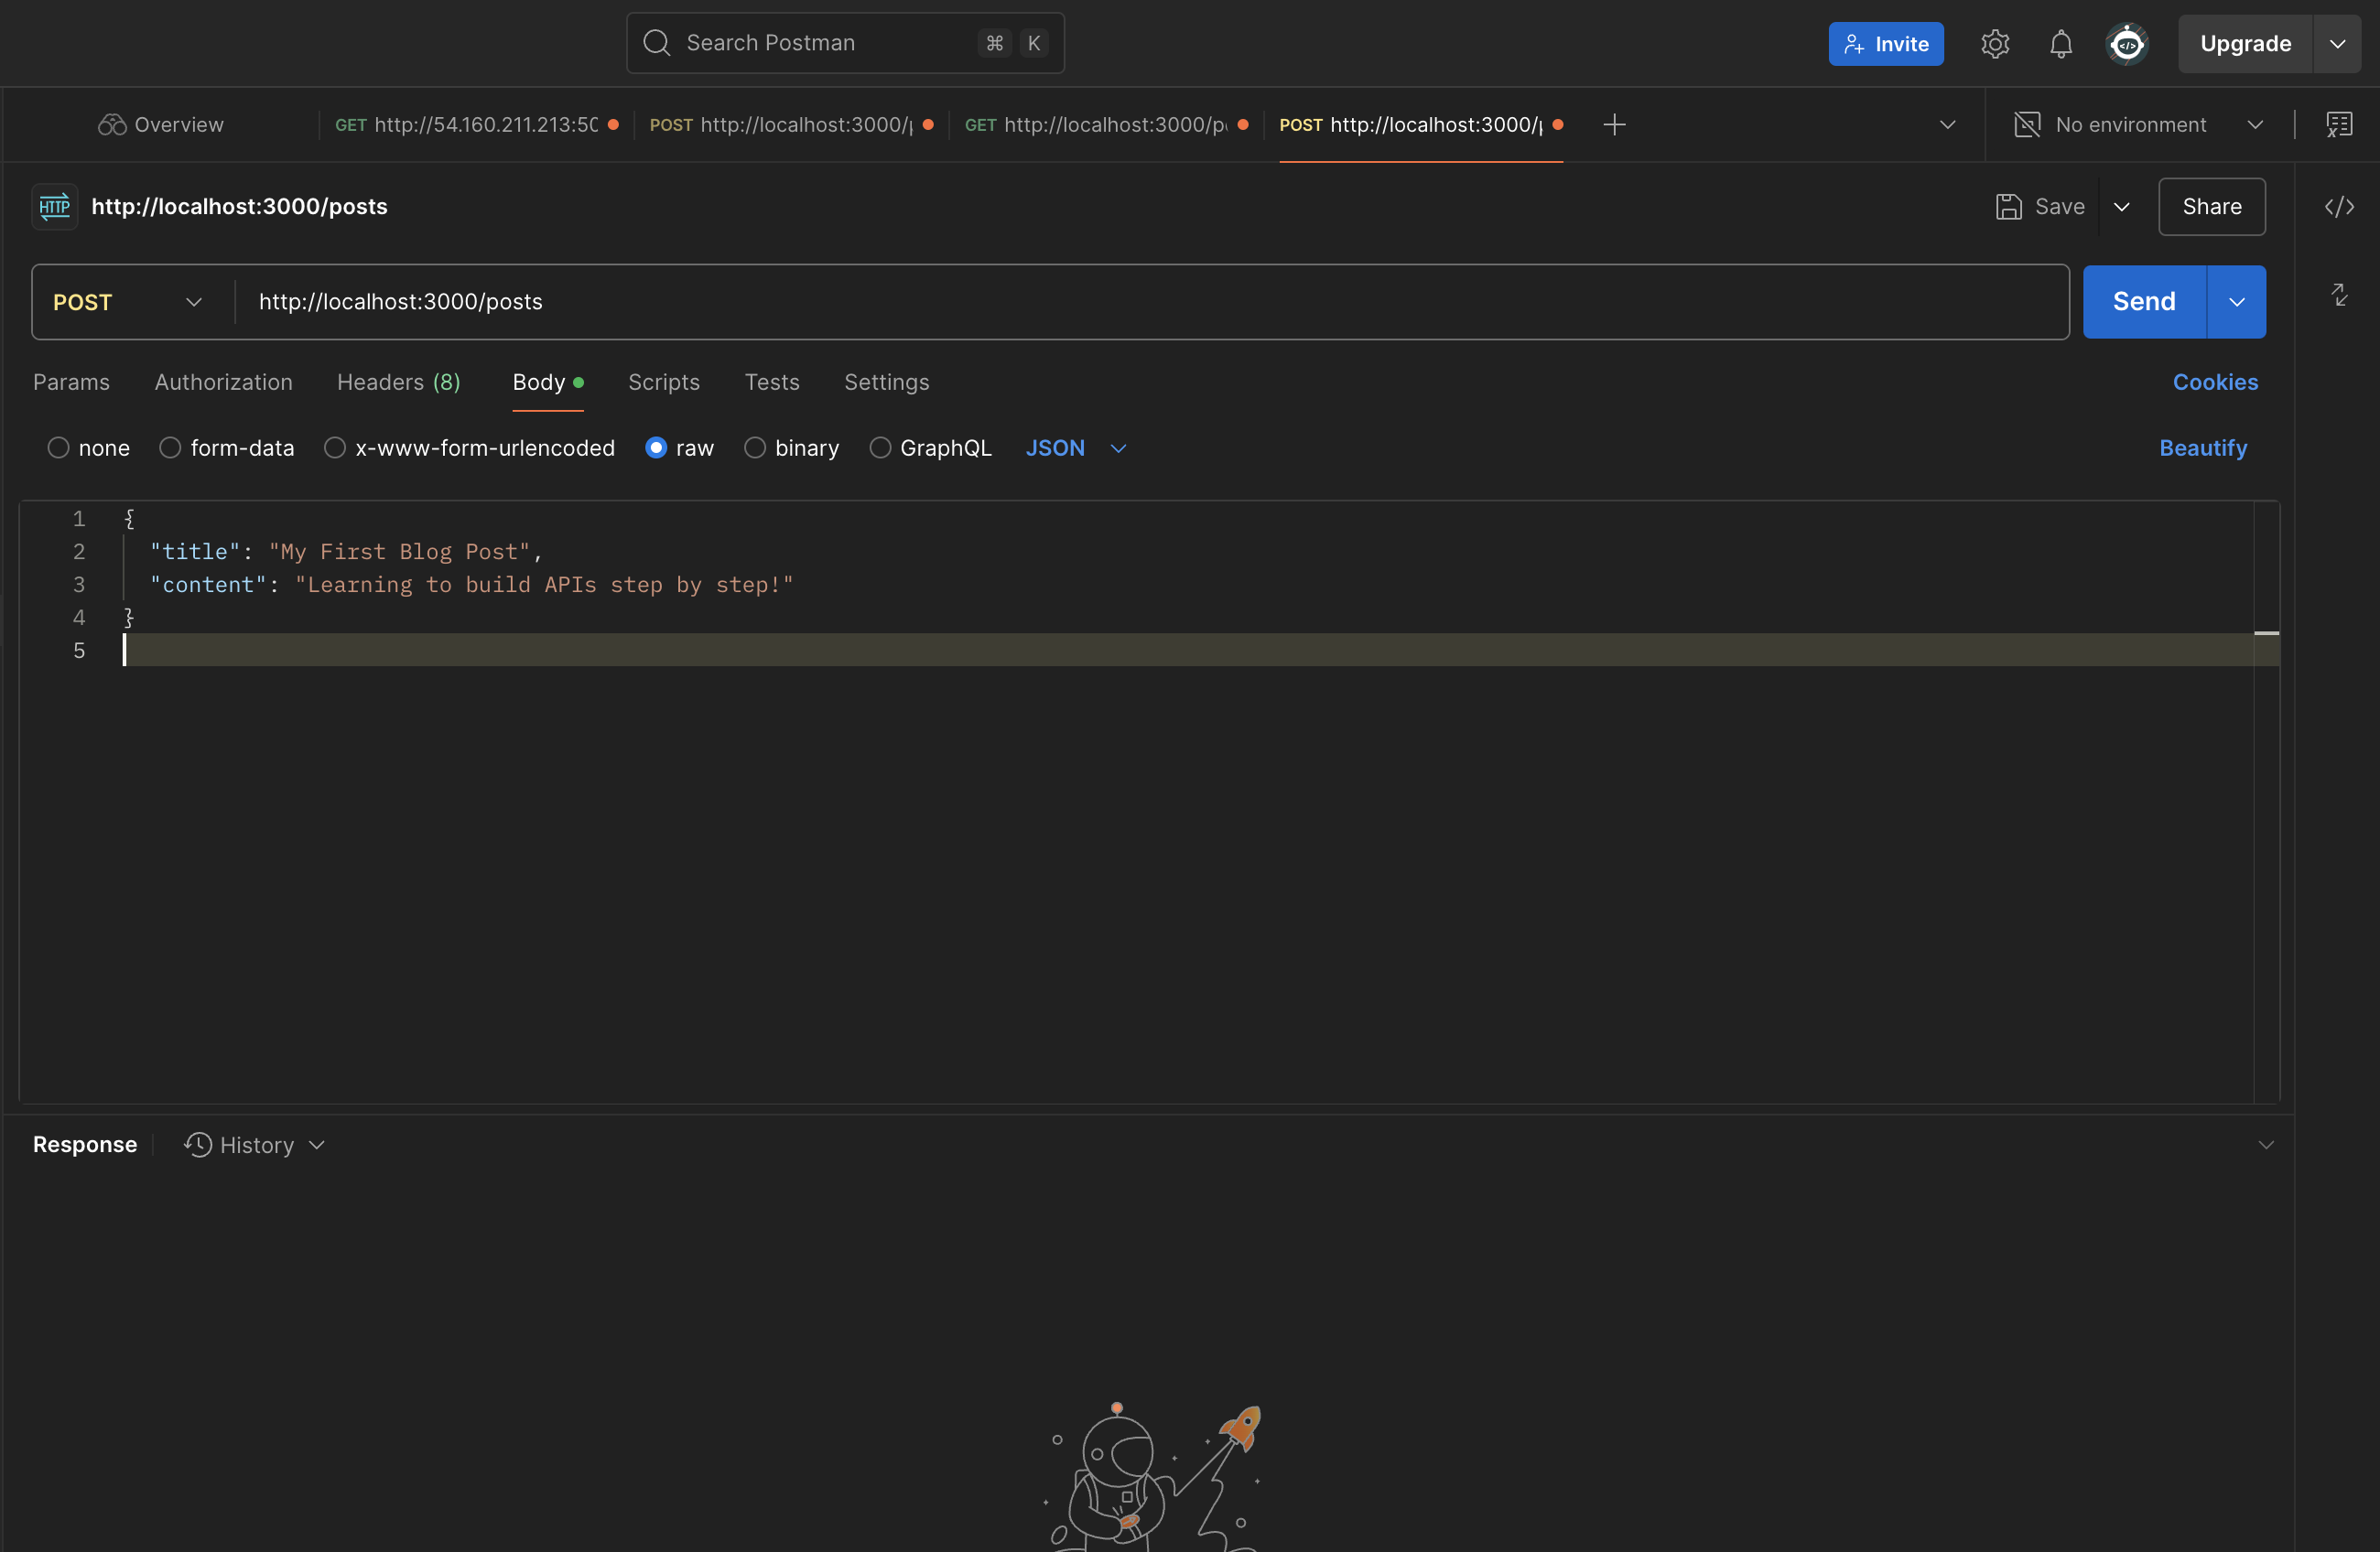 Search Postman ⌘ K
Invite
Upgrade
Overview
GET http://54.160.211.213:50
POST http://localhost:3000/p
GET http://localhost:3000/po
POST http://localhost:3000/p
No environment
HTTP http://localhost:3000/posts
Save
Share
POST http://localhost:3000/posts
Send
Params Authorization Headers (8) Body Scripts Tests Settings Cookies
none form-data x-www-form-urlencoded raw binary GraphQL JSON Beautify
1 {
2 "title": "My First Blog Post",
3 "content": "Learning to build APIs step by step!"
4 }
5
Response History